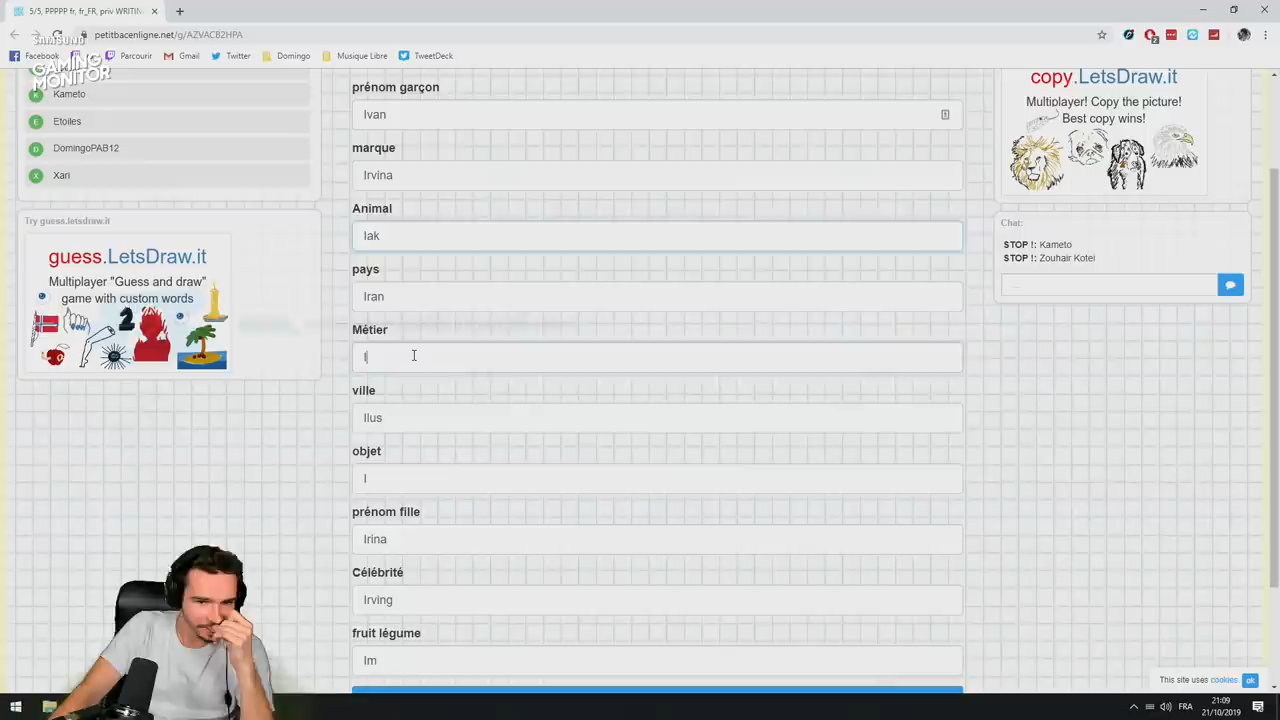 5/5, PPPPP fr, fr_FR, priv WRITIN
petitbacenligne.net/g/AZVACB2HPA
SAMSUNG
GAMING
MONITOR
Facebook
Parcourir
Gmail
Twitter
Domingo
Musique Libre
TweetDeck
K
Kameto
E
Etoiles
D
DomingoPAB12
X
Xari
Try guess.letsdraw.it
guess.LetsDraw.it
Multiplayer "Guess and draw"
game with custom words
2
prénom garçon
Ivan
marque
Irvina
Animal
Iak
pays
Iran
Métier
I
ville
Ilus
objet
I
prénom fille
Irina
Célébrité
Irving
fruit légume
Im
copy.LetsDraw.it
Multiplayer! Copy the picture!
Best copy wins!
Chat:
STOP !: Kameto
STOP !: Zouhair Kotei
...
This site uses cookies. ok
FRA
21:09
21/10/2019